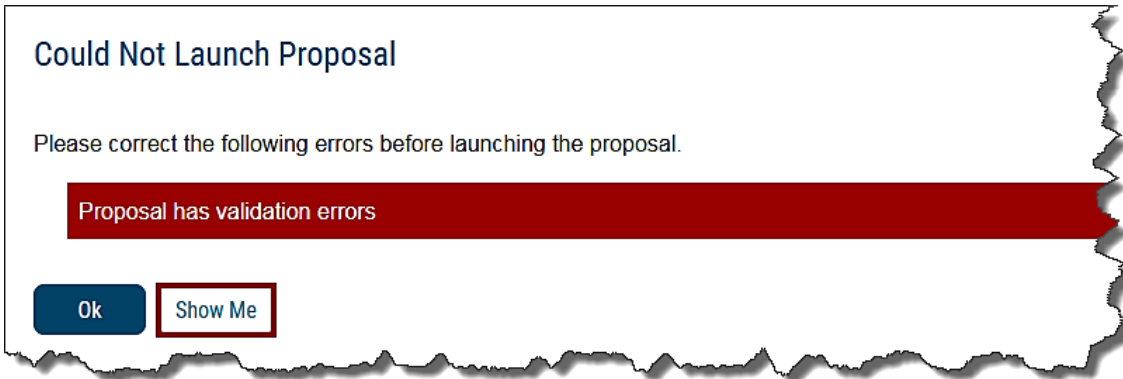 Could Not Launch Proposal
Please correct the following errors before launching the proposal.
Proposal has validation errors
Ok Show Me